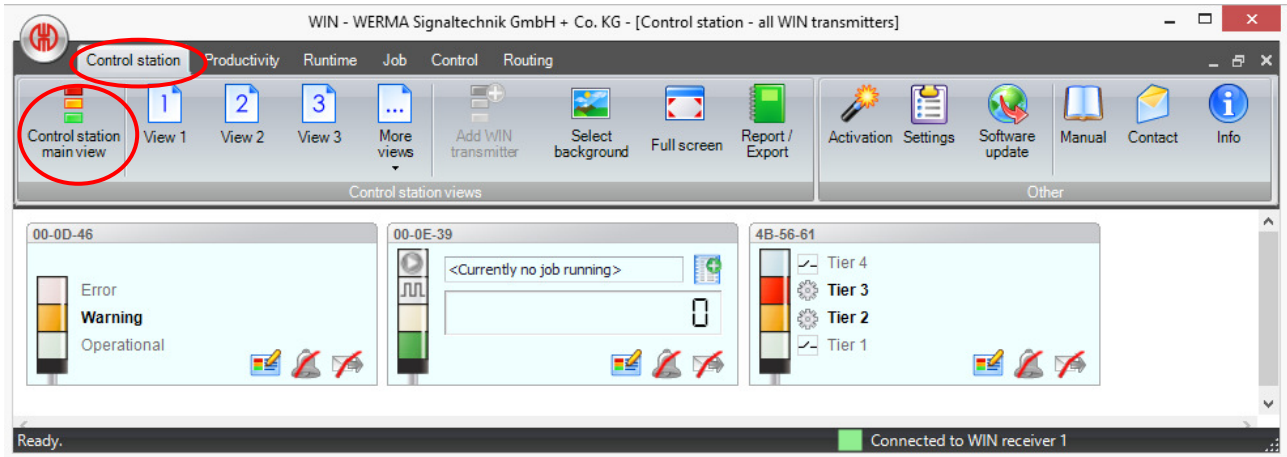 WIN - WERMA Signaltechnik GmbH + Co. KG - [Control station - all WIN transmitters]
Control station Productivity Runtime Job Control Routing
Control station main view
1
View 1
2
View 2
3
View 3
...
More views
Add WIN transmitter
Select background
Full screen
Report / Export
Activation
Settings
Software update
Manual
Contact
Info
Control station views
Other
00-0D-46
Error
Warning
Operational
00-0E-39
<Currently no job running>
0
4B-56-61
Tier 4
Tier 3
Tier 2
Tier 1
Ready.
Connected to WIN receiver 1